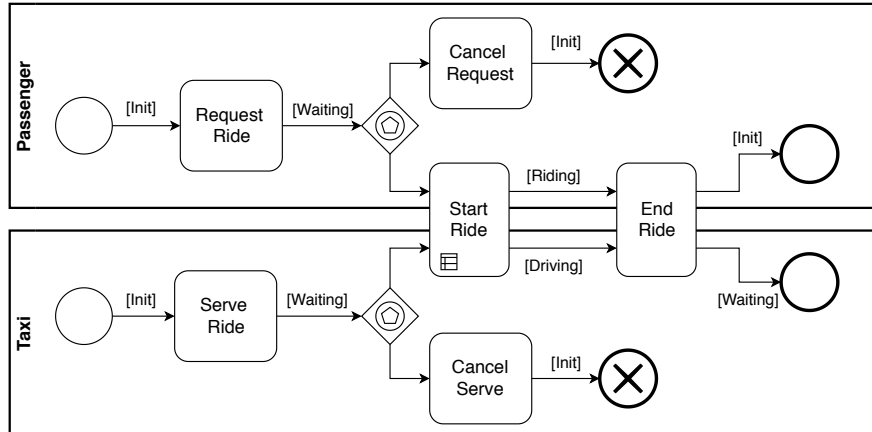 Passenger
[Init]
Request
Ride
[Waiting]
Cancel
Request
[Init]
Start
Ride
[Riding]
[Driving]
End
Ride
[Init]
[Waiting]
Taxi
[Init]
Serve
Ride
[Waiting]
Cancel
Serve
[Init]